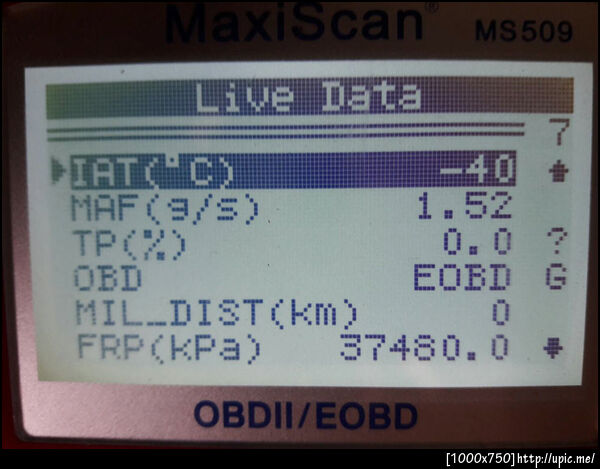 MaxiScan® MS509
Live Data
7
IAT(°C) -40
MAF(g/s) 1.52
TP(%) 0.0 ?
OBD EOBD G
MIL_DIST(km) 0
FRP(kPa) 37480.0
OBDII/EOBD
[1000x750]http://upic.me/